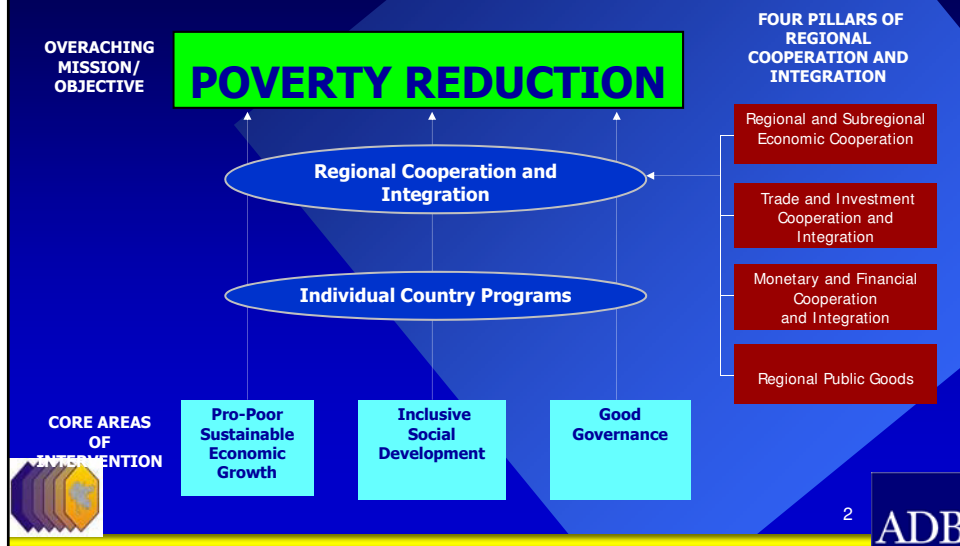 OVERACHING
MISSION/
OBJECTIVE
POVERTY REDUCTION
FOUR PILLARS OF
REGIONAL
COOPERATION AND
INTEGRATION
Regional and Subregional
Economic Cooperation
Regional Cooperation and
Integration
Trade and Investment
Cooperation and
Integration
Individual Country Programs
Monetary and Financial
Cooperation
and Integration
Regional Public Goods
CORE AREAS
OF
INTERVENTION
Pro-Poor
Sustainable
Economic
Growth
Inclusive
Social
Development
Good
Governance
2
ADB